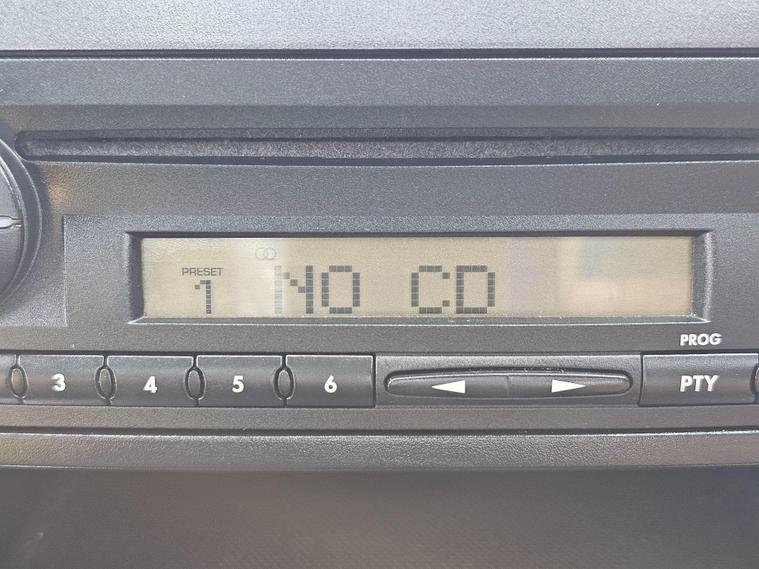 PRESET
1 NO CD
PROG
3 4 5 6 PTY